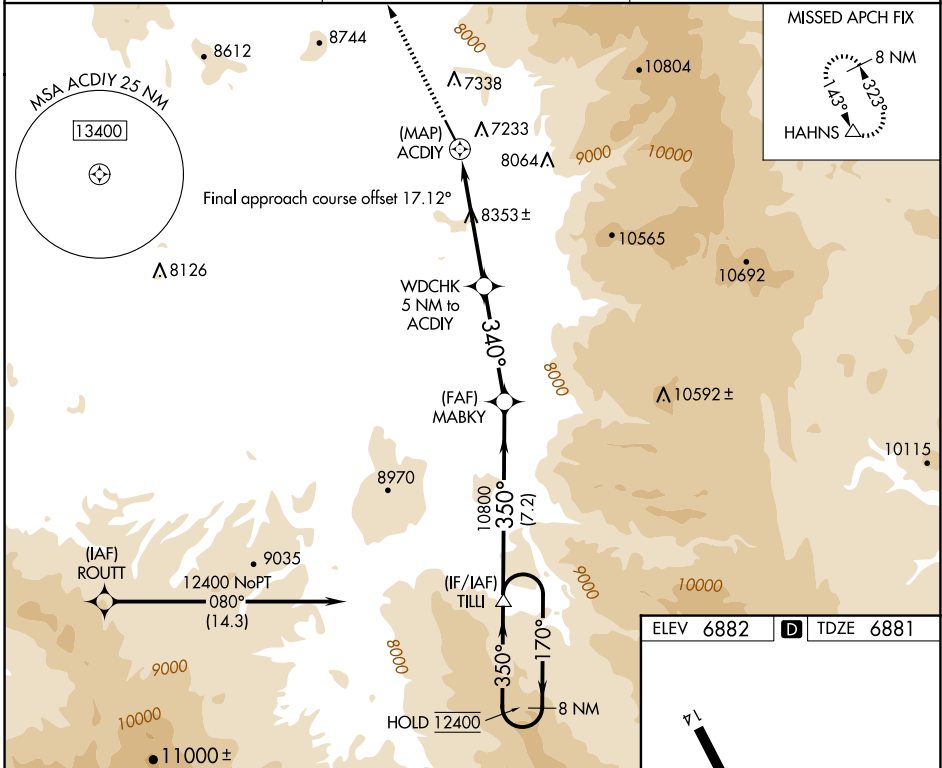 MISSED APCH FIX
8 NM
323°
143°
HAHNS
8612
8744
8000
7338
10804
MSA ACDIY 25 NM
13400
(MAP)
ACDIY
7233
8064
9000
10000
Final approach course offset 17.12°
8353 ±
10565
10692
8126
WDCHK
5 NM to
ACDIY
340°
8000
(FAF)
MABKY
10592 ±
10115
8970
10800
350°
(7.2)
(IAF)
ROUTT
9035
12400 NoPT
080°
(14.3)
(IF/IAF)
TILLI
9000
10000
350°
170°
8000
9000
10000
HOLD 12400
8 NM
11000 ±
ELEV 6882
D
TDZE 6881
14